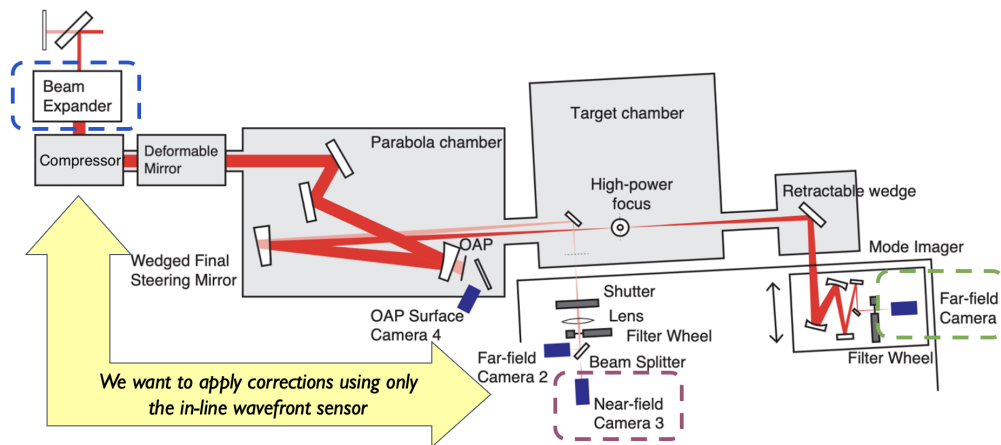 Beam
Expander
Compressor
Deformable
Mirror
Parabola chamber
Target chamber
High-power
focus
Retractable wedge
Mode Imager
OAP
Wedged Final
Steering Mirror
OAP Surface
Camera 4
Shutter
Lens
Filter Wheel
Far-field
Camera 2
Beam Splitter
Near-field
Camera 3
Far-field
Camera
Filter Wheel
We want to apply corrections using only
the in-line wavefront sensor